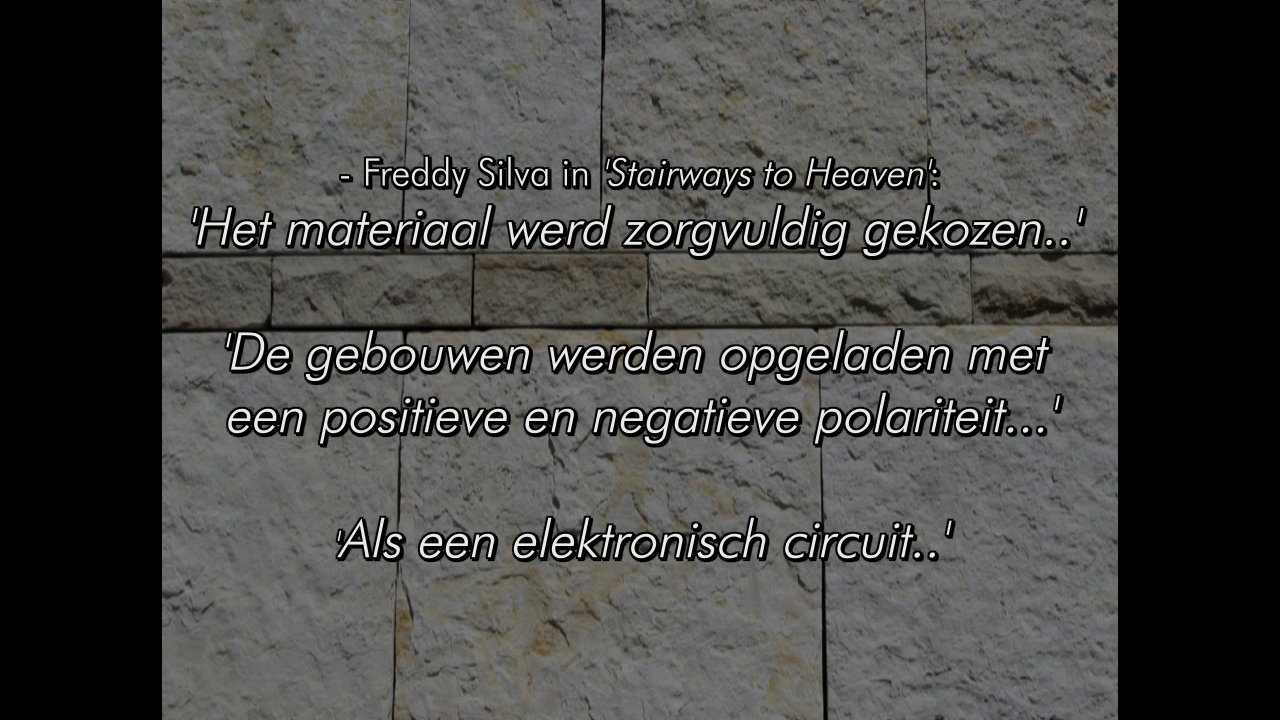 - Freddy Silva in 'Stairways to Heaven':
'Het materiaal werd zorgvuldig gekozen..'
'De gebouwen werden opgeladen met
een positieve en negatieve polariteit...'
'Als een elektronisch circuit..'